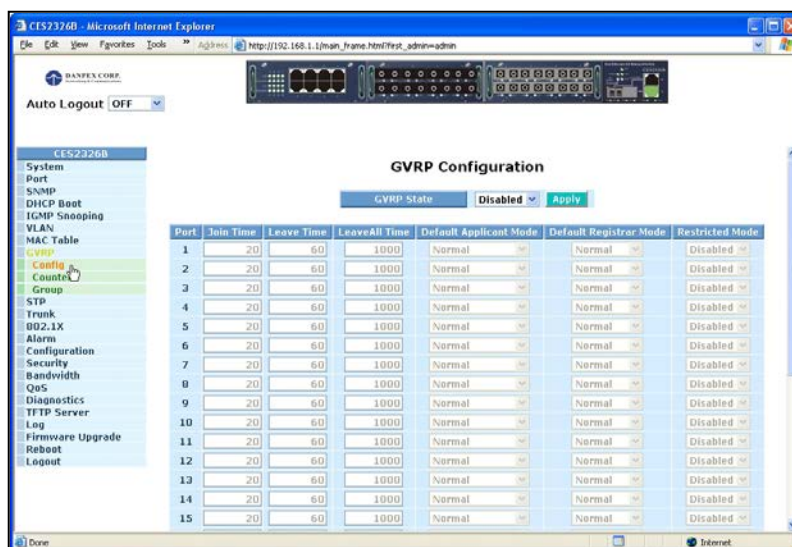 CES2326B - Microsoft Internet Explorer
File Edit View Favorites Tools » Address http://192.168.1.1/main_frame.html?first_admin=admin
DANPEX CORP.
Auto Logout OFF
CES2326B
System
Port
SNMP
DHCP Boot
IGMP Snooping
VLAN
MAC Table
GVRP
Config
Counter
Group
STP
Trunk
802.1X
Alarm
Configuration
Security
Bandwidth
QoS
Diagnostics
TFTP Server
Log
Firmware Upgrade
Reboot
Logout
GVRP Configuration
GVRP State Disabled Apply
Port Join Time Leave Time LeaveAll Time Default Applicant Mode Default Registrar Mode Restricted Mode
1 20 60 1000 Normal Normal Disabled
2 20 60 1000 Normal Normal Disabled
3 20 60 1000 Normal Normal Disabled
4 20 60 1000 Normal Normal Disabled
5 20 60 1000 Normal Normal Disabled
6 20 60 1000 Normal Normal Disabled
7 20 60 1000 Normal Normal Disabled
8 20 60 1000 Normal Normal Disabled
9 20 60 1000 Normal Normal Disabled
10 20 60 1000 Normal Normal Disabled
11 20 60 1000 Normal Normal Disabled
12 20 60 1000 Normal Normal Disabled
13 20 60 1000 Normal Normal Disabled
14 20 60 1000 Normal Normal Disabled
15 20 60 1000 Normal Normal Disabled
Done Internet